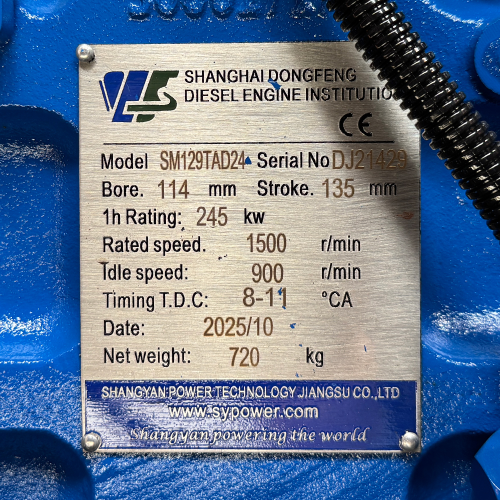 SHANGHAI DONGFENG
DIESEL ENGINE INSTITUTIO
CE
Model SM129TAD24 Serial No DJ21429
Bore. 114 mm Stroke. 135 mm
1h Rating: 245 kw
Rated speed. 1500 r/min
Idle speed: 900 r/min
Timing T.D.C: 8-11 °CA
Date: 2025/10
Net weight: 720 kg
SHANGYAN POWER TECHNOLOGY JIANGSU CO.,LTD
www.sypower.com
Shangyan powering the world